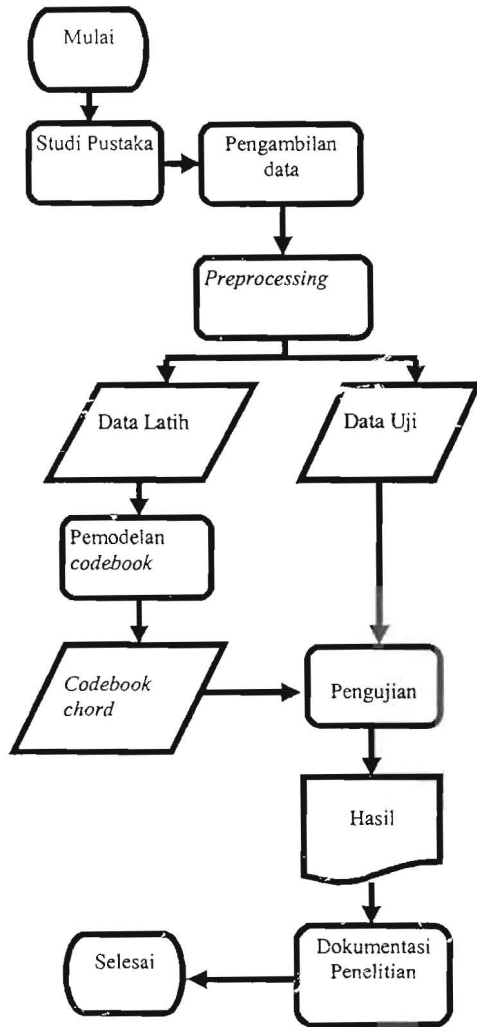 Mulai
Studi Pustaka
Pengambilan
data
Preprocessing
Data Latih
Data Uji
Pemodelan
codebook
Codebook
chord
Pengujian
Hasil
Dokumentasi
Penelitian
Selesai